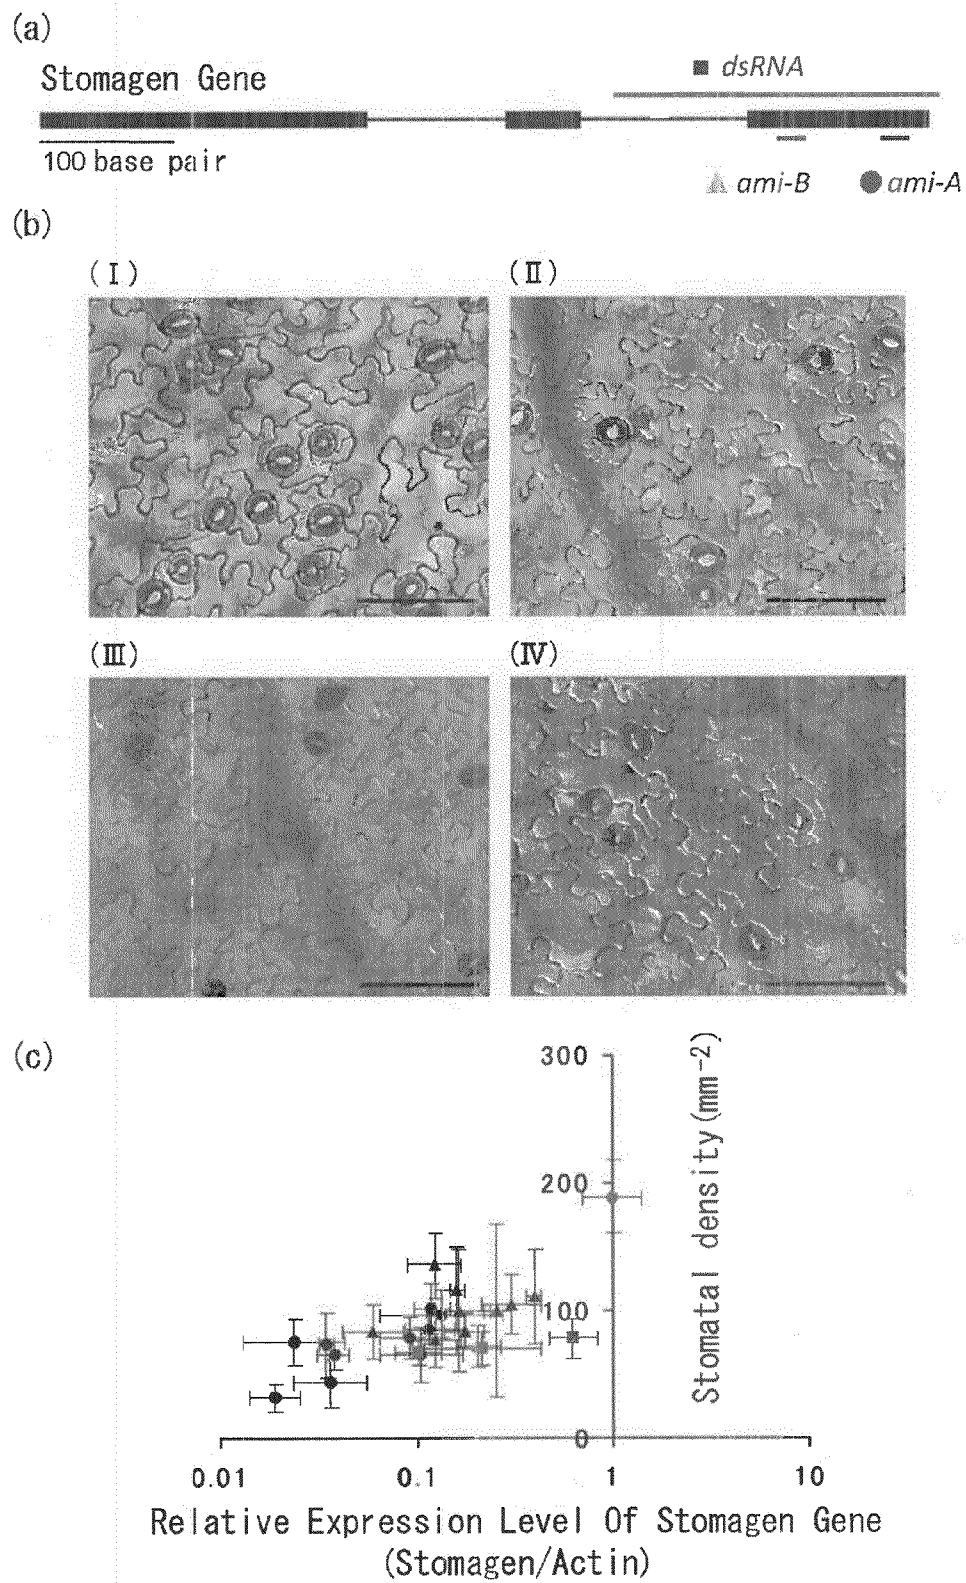 (a)
Stomagen Gene
dsRNA
100 base pair
ami-B
ami-A
(b)
(I)
(II)
(III)
(IV)
(c)
300
200
100
0
Stomatal density(mm-2)
0.01
0.1
1
10
Relative Expression Level Of Stomagen Gene
(Stomagen/Actin)